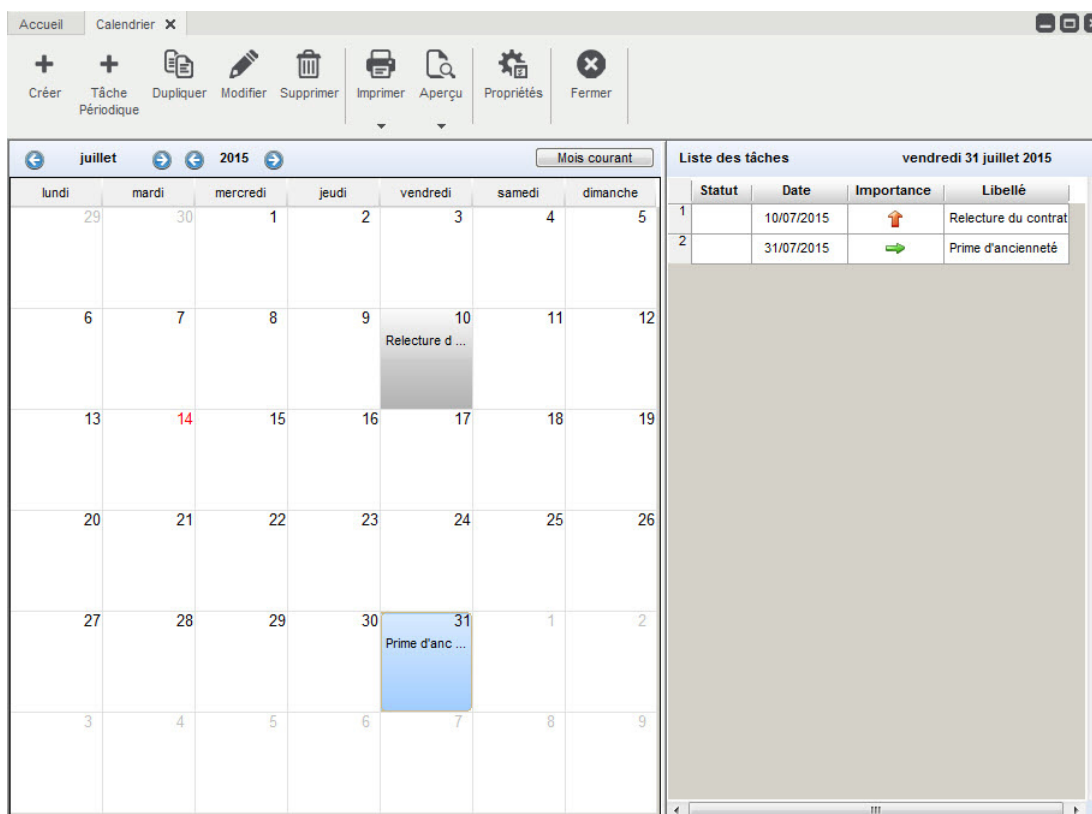 Accueil Calendrier
Créer Tâche Périodique Dupliquer Modifier Supprimer Imprimer Aperçu Propriétés Fermer
juillet 2015 Mois courant
lundi mardi mercredi jeudi vendredi samedi dimanche
29 30 1 2 3 4 5
6 7 8 9 10 11 12
Relecture d ...
13 14 15 16 17 18 19
20 21 22 23 24 25 26
27 28 29 30 31 1 2
Prime d'anc ...
3 4 5 6 7 8 9
Liste des tâches vendredi 31 juillet 2015
Statut Date Importance Libellé
1 10/07/2015 Relecture du contrat
2 31/07/2015 Prime d'ancienneté